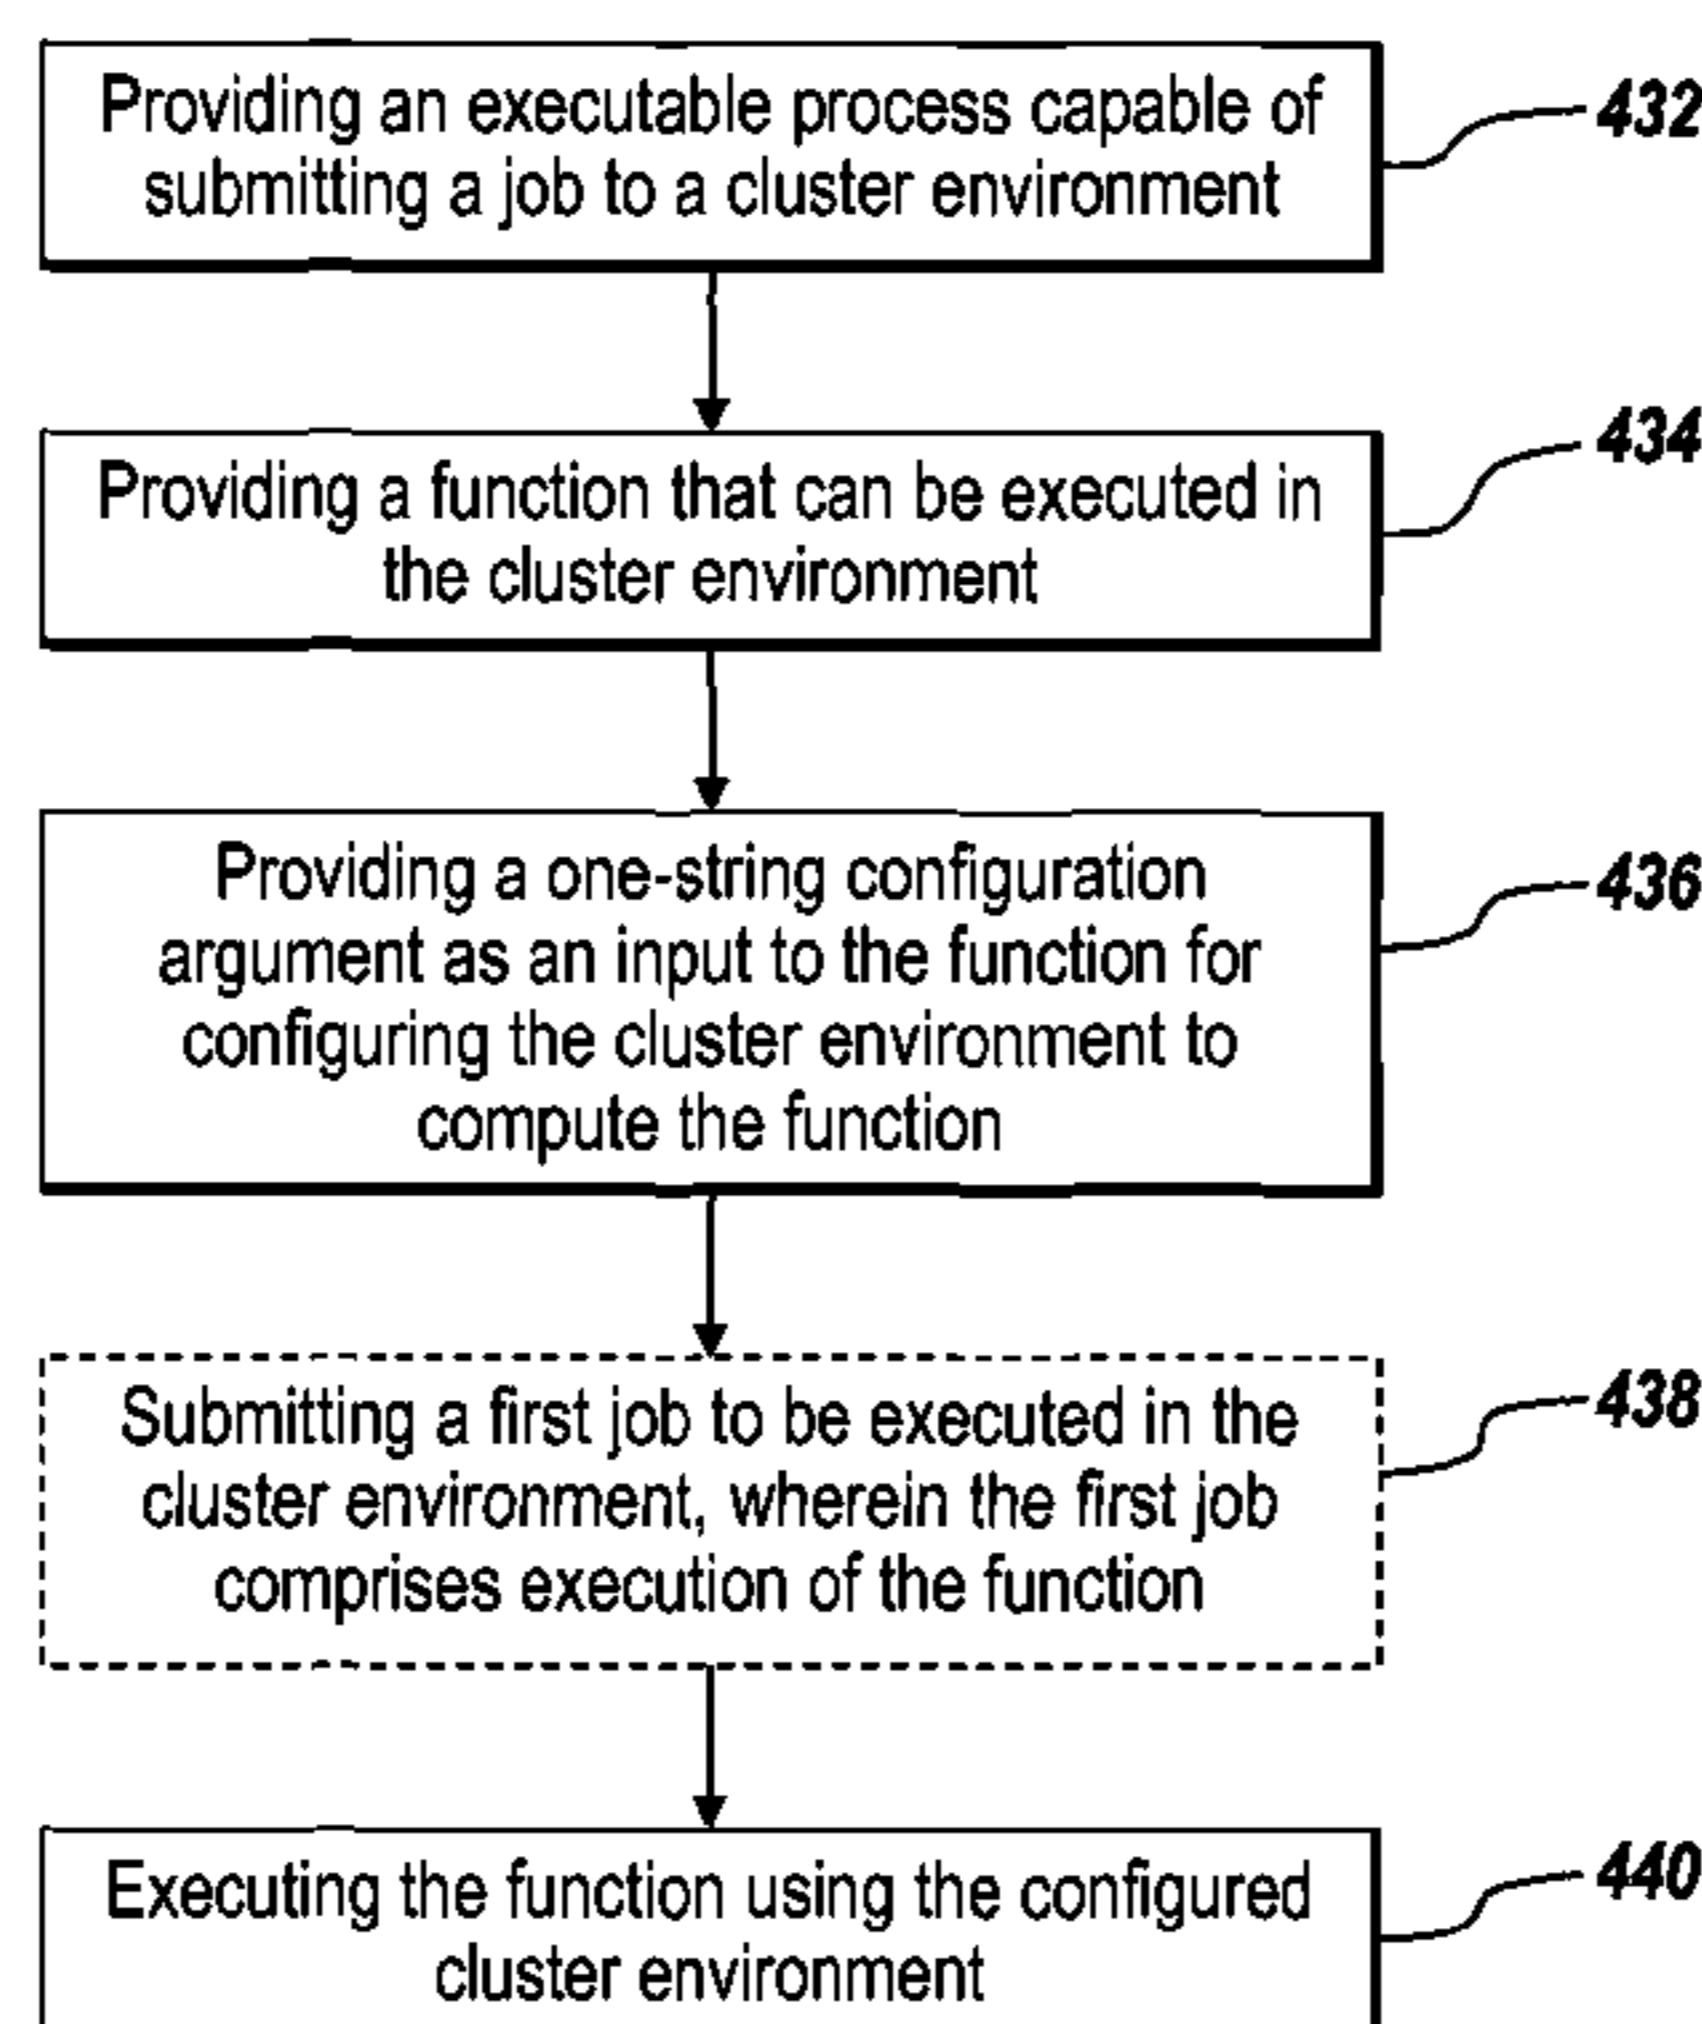 Providing an executable process capable of
submitting a job to a cluster environment
432
Providing a function that can be executed in
the cluster environment
434
Providing a one-string configuration
argument as an input to the function for
configuring the cluster environment to
compute the function
436
Submitting a first job to be executed in the
cluster environment, wherein the first job
comprises execution of the function
438
Executing the function using the configured
cluster environment
440